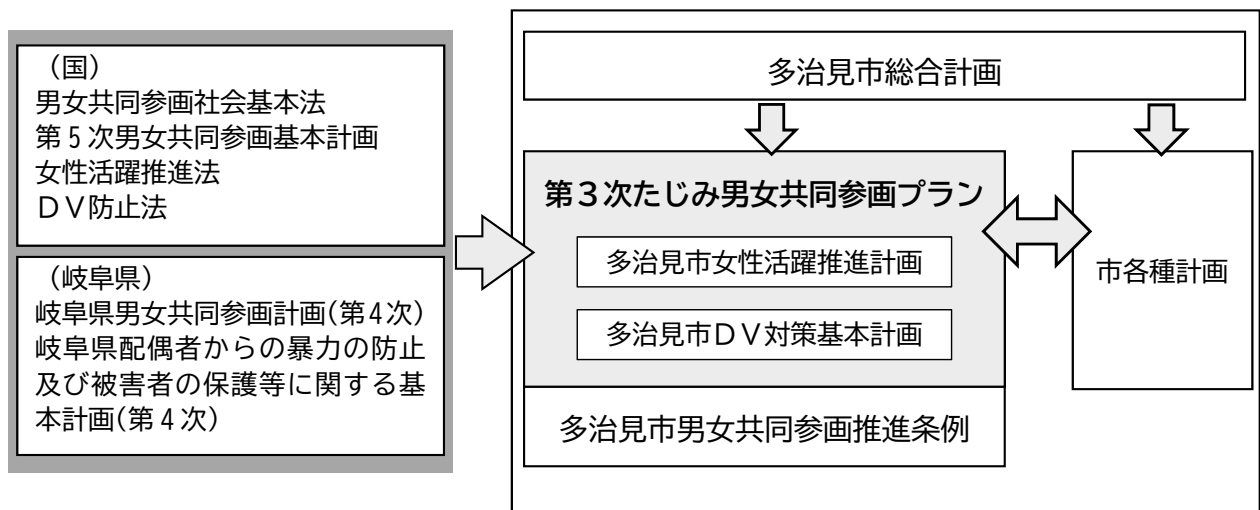 （国）
男女共同参画社会基本法
第５次男女共同参画基本計画
女性活躍推進法
ＤＶ防止法
（岐阜県）
岐阜県男女共同参画計画(第４次)
岐阜県配偶者からの暴力の防止
及び被害者の保護等に関する基
本計画(第４次)
多治見市総合計画
第３次たじみ男女共同参画プラン
多治見市女性活躍推進計画
多治見市ＤＶ対策基本計画
多治見市男女共同参画推進条例
市各種計画